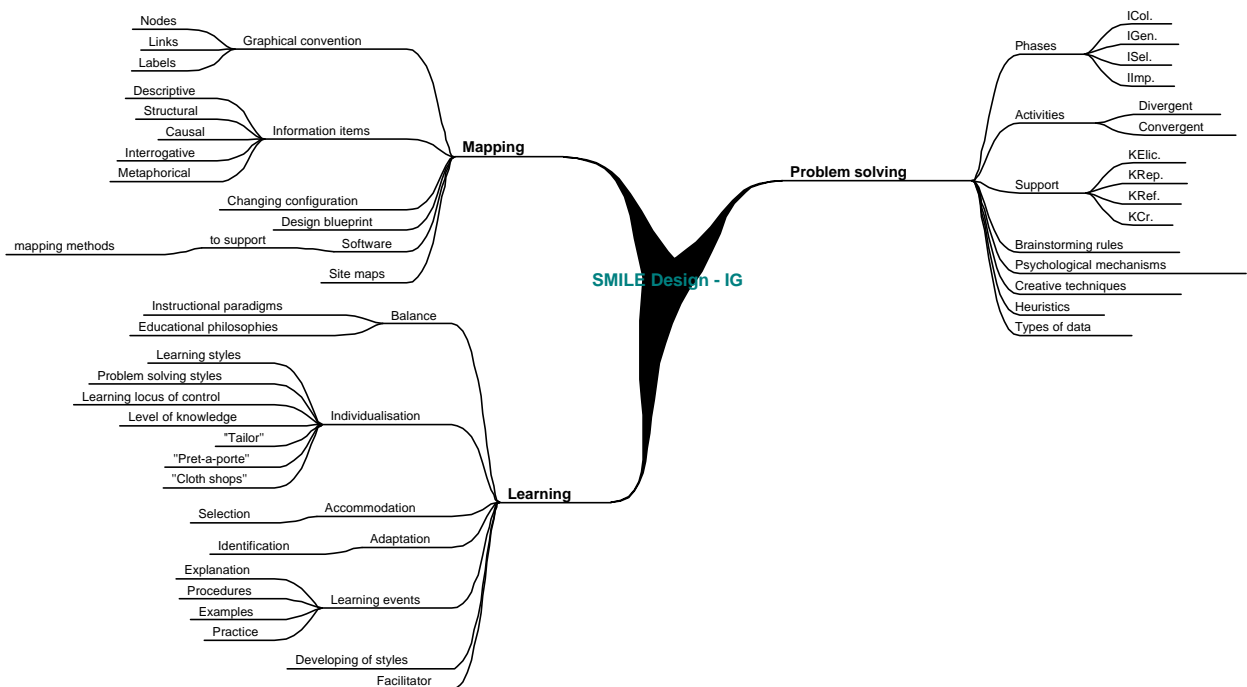 SMILE Design - IG
Mapping
Graphical convention
Nodes
Links
Labels
Information items
Descriptive
Structural
Causal
Interrogative
Metaphorical
Changing configuration
Design blueprint
Software
to support
mapping methods
Site maps
Learning
Balance
Instructional paradigms
Educational philosophies
Individualisation
Learning styles
Problem solving styles
Learning locus of control
Level of knowledge
"Tailor"
"Pret-a-porte"
"Cloth shops"
Accommodation
Selection
Adaptation
Identification
Learning events
Explanation
Procedures
Examples
Practice
Developing of styles
Facilitator
Problem solving
Phases
ICol.
IGen.
ISel.
IImp.
Activities
Divergent
Convergent
Support
KElic.
KRep.
KRef.
KCr.
Brainstorming rules
Psychological mechanisms
Creative techniques
Heuristics
Types of data